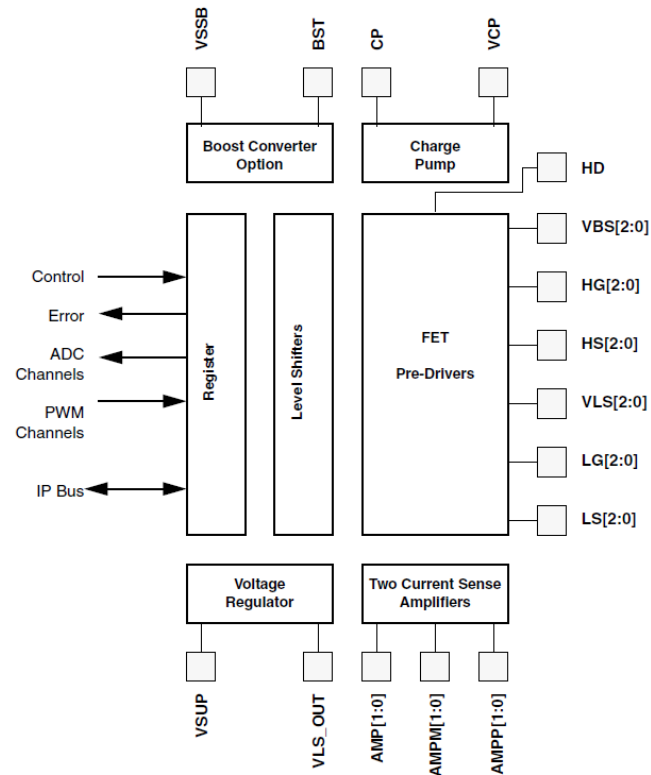 VSSB
BST
CP
VCP
Boost Converter
Option
Charge
Pump
HD
VBS[2:0]
HG[2:0]
HS[2:0]
VLS[2:0]
LG[2:0]
LS[2:0]
Control
Error
ADC
Channels
PWM
Channels
IP Bus
Register
Level Shifters
FET
Pre-Drivers
Voltage
Regulator
Two Current Sense
Amplifiers
VSUP
VLS_OUT
AMP[1:0]
AMPM[1:0]
AMPP[1:0]